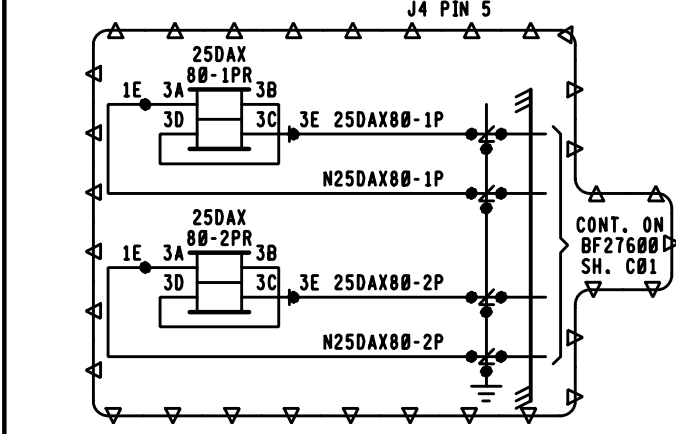 J4 PIN 5
25DAX
80-1PR
1E 3A 3B
3D 3C 3E 25DAX80-1P
N25DAX80-1P
CONT. ON
BF27600
SH. C01
25DAX
80-2PR
1E 3A 3B
3D 3C 3E 25DAX80-2P
N25DAX80-2P